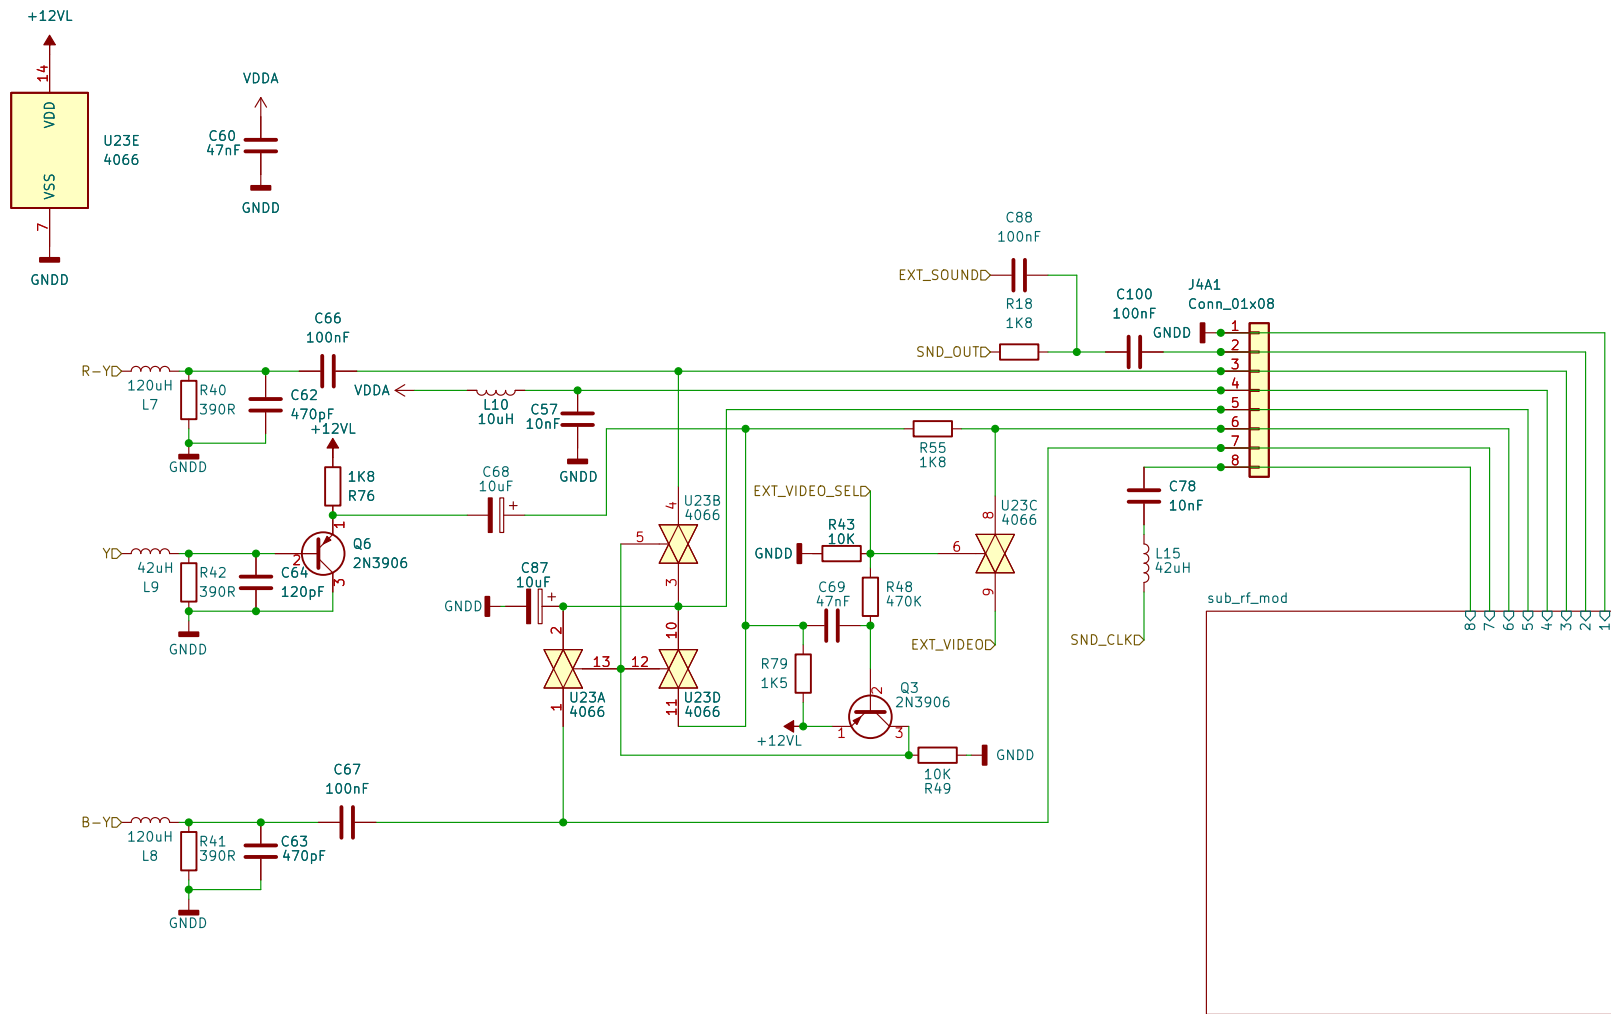 +12VL
14
VDD
VSS
7
GNDD
U23E
4066
VDDA
C60
47nF
GNDD
C88
100nF
EXT_SOUND
R18
1K8
SND_OUT
C100
100nF
J4A1
Conn_01x08
GNDD
1
2
3
4
5
6
7
8
C66
100nF
R-Y
120uH
L7
R40
390R
C62
470pF
GNDD
VDDA
L10
10uH
C57
10nF
GNDD
R55
1K8
+12VL
1K8
R76
C68
10uF
+
Y
42uH
L9
R42
390R
C64
120pF
GNDD
1
2
3
Q6
2N3906
EXT_VIDEO_SEL
R43
10K
GNDD
U23B
4066
4
5
3
U23C
4066
8
6
9
C78
10nF
L15
42uH
SND_CLK
C87
10uF
+
GNDD
2
13
1
U23A
4066
10
12
11
U23D
4066
C69
47nF
R48
470K
EXT_VIDEO
R79
1K5
+12VL
Q3
2N3906
2
1
3
10K
R49
GNDD
C67
100nF
B-Y
120uH
L8
R41
390R
C63
470pF
GNDD
sub_rf_mod
8
7
6
5
4
3
2
1